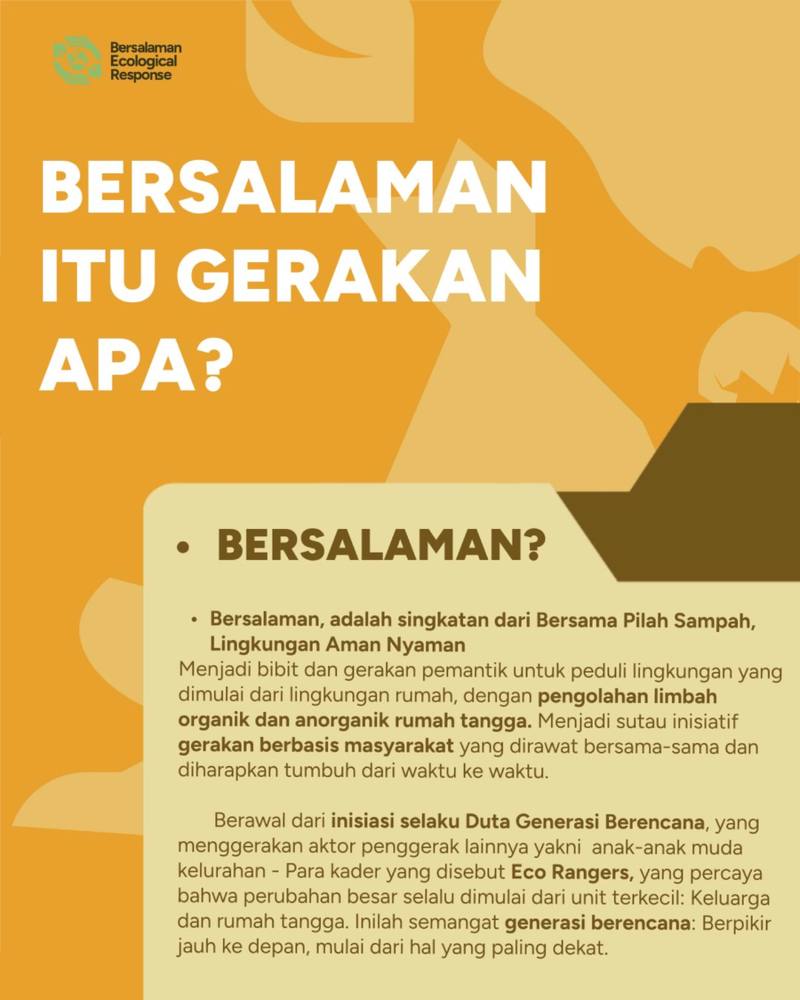 Bersalaman
Ecological
Response
BERSALAMAN
ITU GERAKAN
APA?
• BERSALAMAN?
• Bersalaman, adalah singkatan dari Bersama Pilah Sampah,
Lingkungan Aman Nyaman
Menjadi bibit dan gerakan pemantik untuk peduli lingkungan yang
dimulai dari lingkungan rumah, dengan pengolahan limbah
organik dan anorganik rumah tangga. Menjadi sutau inisiatif
gerakan berbasis masyarakat yang dirawat bersama-sama dan
diharapkan tumbuh dari waktu ke waktu.
Berawal dari inisiasi selaku Duta Generasi Berencana, yang
menggerakan aktor penggerak lainnya yakni anak-anak muda
kelurahan - Para kader yang disebut Eco Rangers, yang percaya
bahwa perubahan besar selalu dimulai dari unit terkecil: Keluarga
dan rumah tangga. Inilah semangat generasi berencana: Berpikir
jauh ke depan, mulai dari hal yang paling dekat.